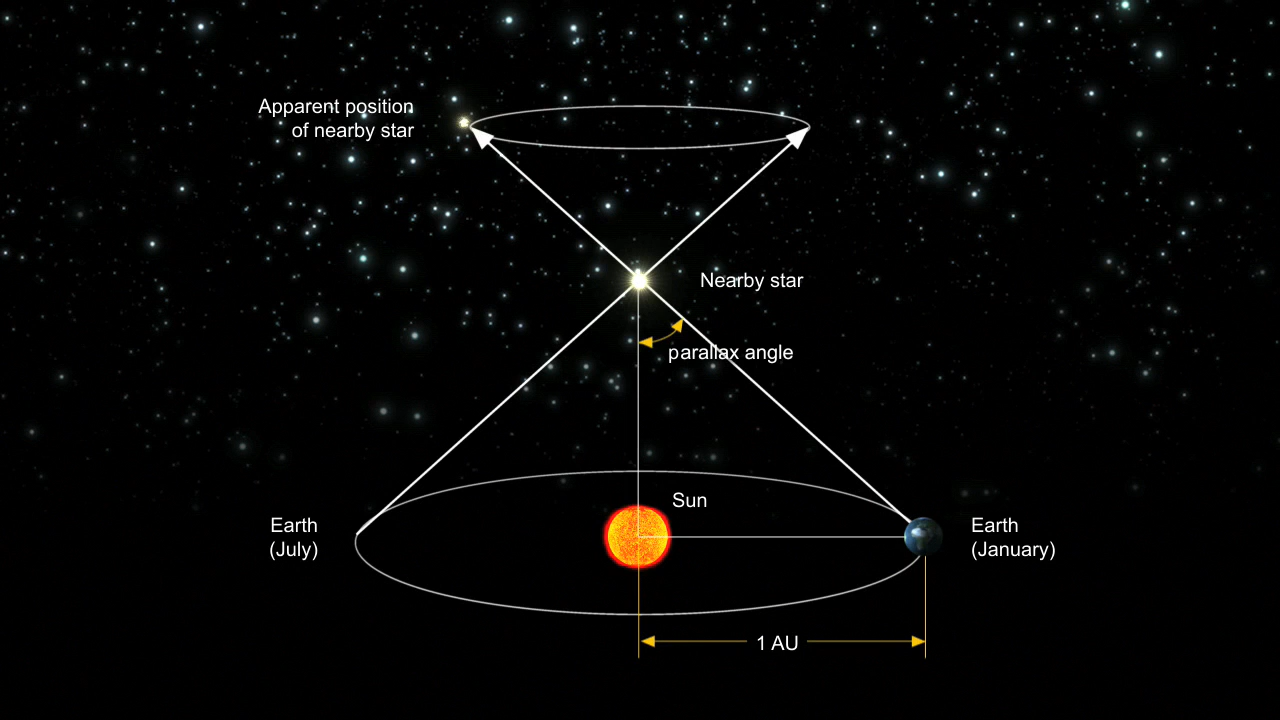 Apparent position
of nearby star
Nearby star
parallax angle
Sun
Earth
(July)
Earth
(January)
1 AU